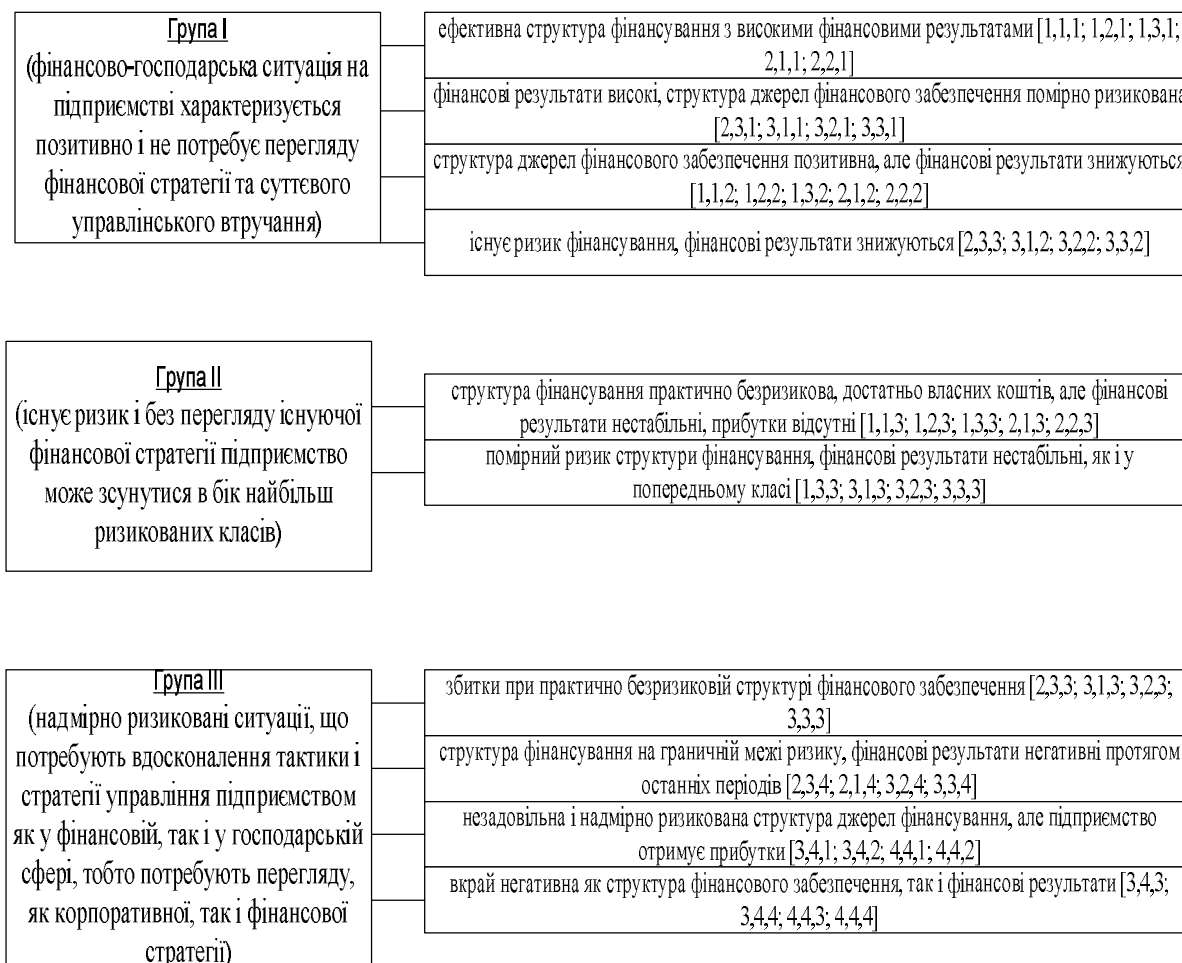 Група I
(фінансово-господарська ситуація на
підприємстві характеризується
позитивно і не потребує перегляду
фінансової стратегії та суттєвого
управлінського втручання)
ефективна структура фінансування з високими фінансовими результатами [1,1,1; 1,2,1; 1,3,1;
2,1,1; 2,2,1]
фінансові результати високі, структура джерел фінансового забезпечення помірно ризикована
[2,3,1; 3,1,1; 3,2,1; 3,3,1]
структура джерел фінансового забезпечення позитивна, але фінансові результати знижуються
[1,1,2; 1,2,2; 1,3,2; 2,1,2; 2,2,2]
існує ризик фінансування, фінансові результати знижуються [2,3,3; 3,1,2; 3,2,2; 3,3,2]
Група II
(існує ризик і без перегляду існуючої
фінансової стратегії підприємство
може зсунутися в бік найбільш
ризикованих класів)
структура фінансування практично безризикова, достатньо власних коштів, але фінансові
результати нестабільні, прибутки відсутні [1,1,3; 1,2,3; 1,3,3; 2,1,3; 2,2,3]
помірний ризик структури фінансування, фінансові результати нестабільні, як і у
попередньому класі [1,3,3; 3,1,3; 3,2,3; 3,3,3]
Група III
(надмірно ризиковані ситуації, що
потребують вдосконалення тактики і
стратегії управління підприємством
як у фінансовій, так і у господарській
сфері, тобто потребують перегляду,
як корпоративної, так і фінансової
стратегії)
збитки при практично безризиковій структурі фінансового забезпечення [2,3,3; 3,1,3; 3,2,3;
3,3,3]
структура фінансування на граничній межі ризику, фінансові результати негативні протягом
останніх періодів [2,3,4; 2,1,4; 3,2,4; 3,3,4]
незадовільна і надмірно ризикована структура джерел фінансування, але підприємство
отримує прибутки [3,4,1; 3,4,2; 4,4,1; 4,4,2]
вкрай негативна як структура фінансового забезпечення, так і фінансові результати [3,4,3;
3,4,4; 4,4,3; 4,4,4]